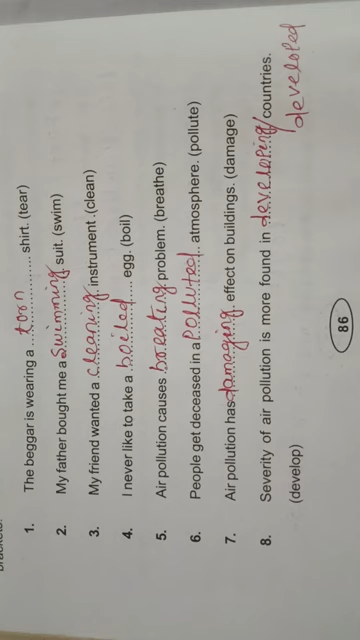 1. The beggar is wearing a torn shirt. (tear)
2. My father bought me a swimming suit. (swim)
3. My friend wanted a cleaning instrument. (clean)
4. I never like to take a boiled egg. (boil)
5. Air pollution causes breating problem. (breathe)
6. People get deceased in a polluted atmosphere. (pollute)
7. Air pollution has damaging effect on buildings. (damage)
8. Severity of air pollution is more found in developing/ countries.
developed
(develop)
86